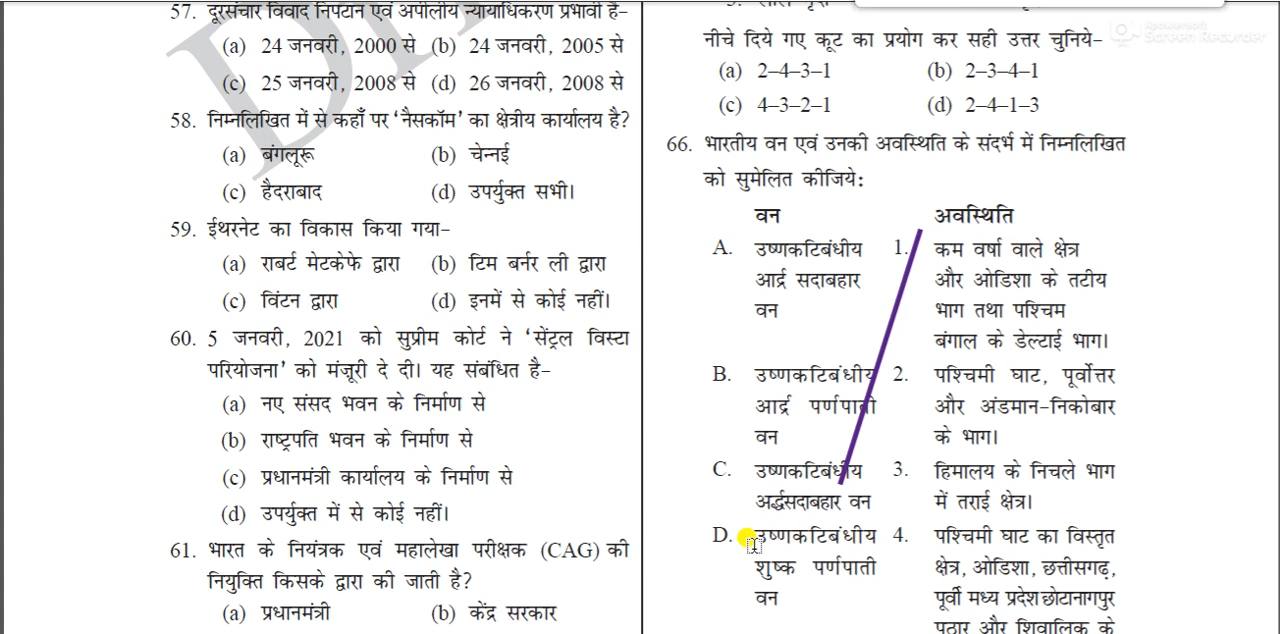 57. दूरसंचार विवाद निपटान एवं अपीलीय न्यायाधिकरण प्रभावी है–
(a) 24 जनवरी, 2000 से (b) 24 जनवरी, 2005 से
(c) 25 जनवरी, 2008 से (d) 26 जनवरी, 2008 से
58. निम्नलिखित में से कहाँ पर ‘नैसकॉम’ का क्षेत्रीय कार्यालय है?
(a) बंगलूरू (b) चेन्नई
(c) हैदराबाद (d) उपर्युक्त सभी।
59. ईथरनेट का विकास किया गया–
(a) राबर्ट मेटकेफे द्वारा (b) टिम बर्नर ली द्वारा
(c) विंटन द्वारा (d) इनमें से कोई नहीं।
60. 5 जनवरी, 2021 को सुप्रीम कोर्ट ने ‘सेंट्रल विस्टा
परियोजना’ को मंज़ूरी दे दी। यह संबंधित है–
(a) नए संसद भवन के निर्माण से
(b) राष्ट्रपति भवन के निर्माण से
(c) प्रधानमंत्री कार्यालय के निर्माण से
(d) उपर्युक्त में से कोई नहीं।
61. भारत के नियंत्रक एवं महालेखा परीक्षक (CAG) की
नियुक्ति किसके द्वारा की जाती है?
(a) प्रधानमंत्री (b) केंद्र सरकार
नीचे दिये गए कूट का प्रयोग कर सही उत्तर चुनिये–
(a) 2–4–3–1 (b) 2–3–4–1
(c) 4–3–2–1 (d) 2–4–1–3
66. भारतीय वन एवं उनकी अवस्थिति के संदर्भ में निम्नलिखित
को सुमेलित कीजिये:
वन अवस्थिति
A. उष्णकटिबंधीय 1. कम वर्षा वाले क्षेत्र
आर्द्र सदाबहार और ओडिशा के तटीय
वन भाग तथा पश्चिम
बंगाल के डेल्टाई भाग।
B. उष्णकटिबंधीय 2. पश्चिमी घाट, पूर्वोत्तर
आर्द्र पर्णपाती और अंडमान-निकोबार
वन के भाग।
C. उष्णकटिबंधीय 3. हिमालय के निचले भाग
अर्द्धसदाबहार वन में तराई क्षेत्र।
D. उष्णकटिबंधीय 4. पश्चिमी घाट का विस्तृत
शुष्क पर्णपाती क्षेत्र, ओडिशा, छत्तीसगढ़,
वन पूर्वी मध्य प्रदेश छोटानागपुर
पठार और शिवालिक के
Apowersoft
Screen Recorder